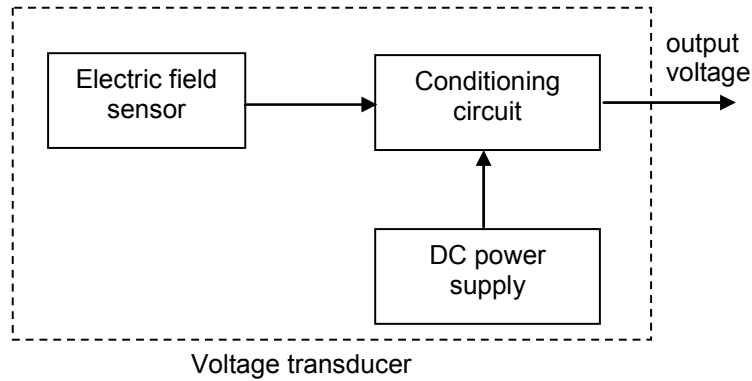 Electric field
sensor
Conditioning
circuit
output
voltage
DC power
supply
Voltage transducer